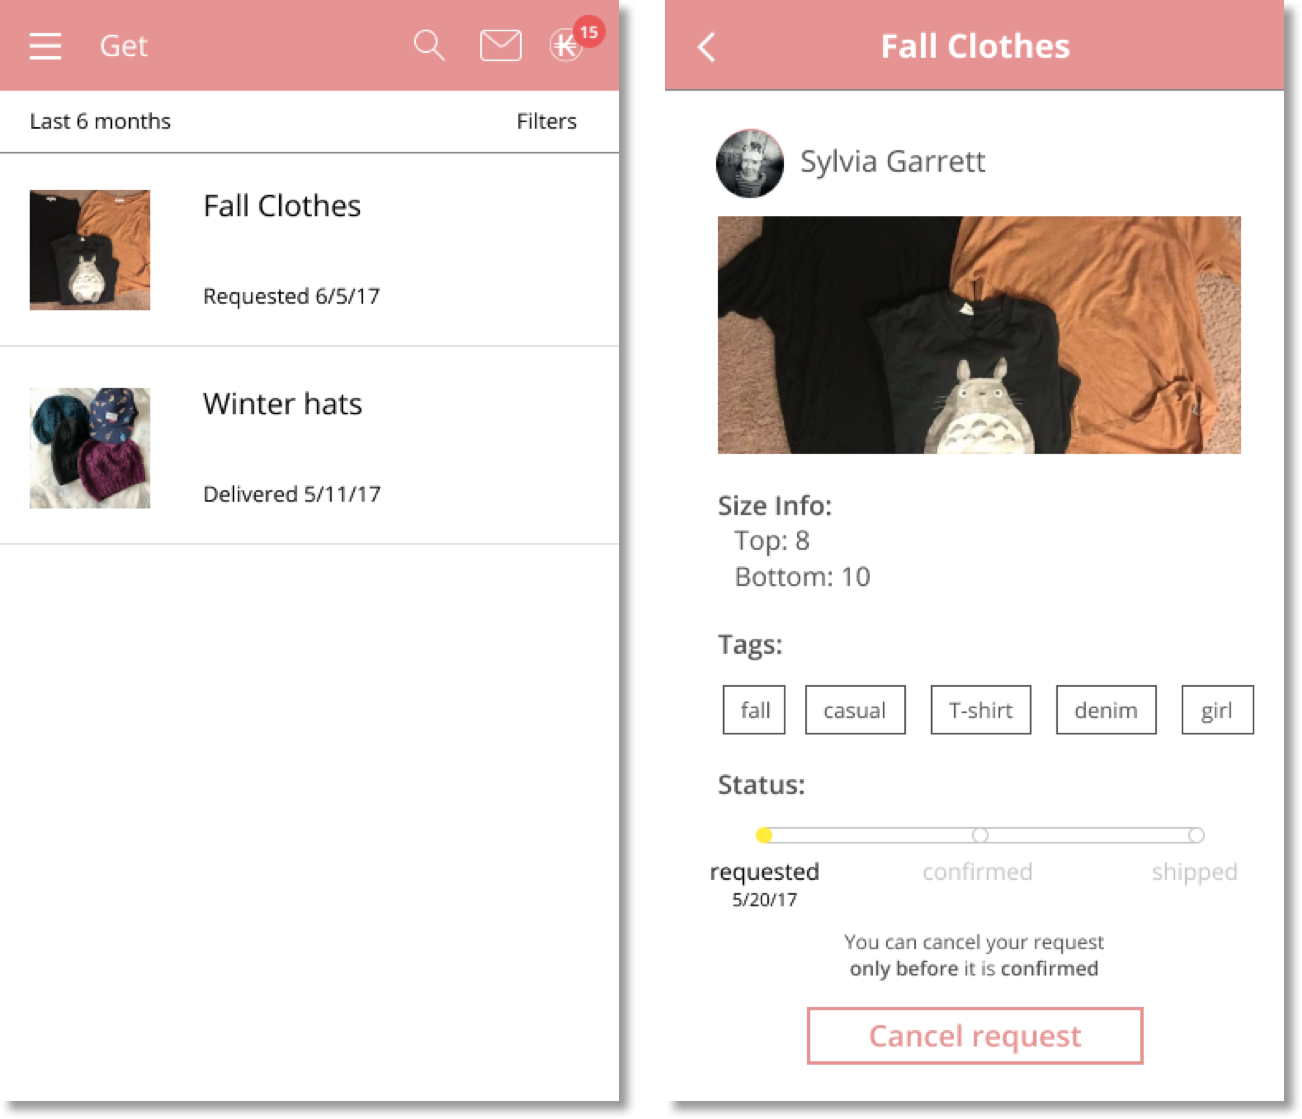 Get
15
Last 6 months
Filters
Fall Clothes
Requested 6/5/17
Winter hats
Delivered 5/11/17
Fall Clothes
Sylvia Garrett
Size Info:
Top: 8
Bottom: 10
Tags:
fall casual T-shirt denim girl
Status:
requested confirmed shipped
5/20/17
You can cancel your request
only before it is confirmed
Cancel request